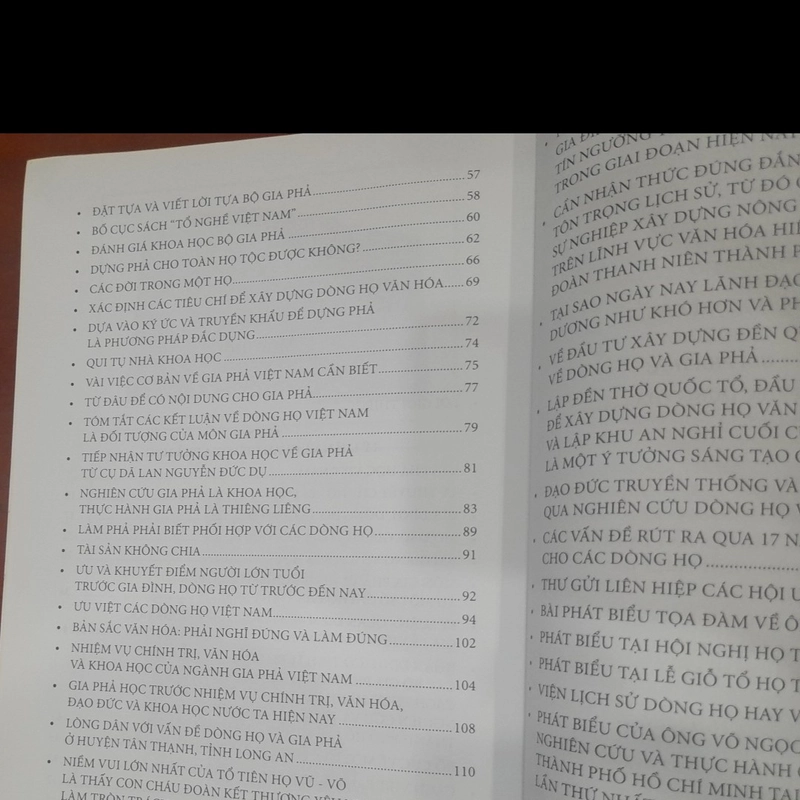 • ĐẶT TỰA VÀ VIẾT LỜI TỰA BỘ GIA PHẢ........57
• BỐ CỤC SÁCH "TỔ NGHỀ VIỆT NAM"........58
• ĐÁNH GIÁ KHOA HỌC BỘ GIA PHẢ........60
• DỰNG PHẢ CHO TOÀN HỌ TỘC ĐƯỢC KHÔNG?........62
• CÁC ĐỜI TRONG MỘT HỌ........66
• XÁC ĐỊNH CÁC TIÊU CHÍ ĐỂ XÂY DỰNG DÒNG HỌ VĂN HÓA......69
• DỰA VÀO KÝ ỨC VÀ TRUYỀN KHẨU ĐỂ DỰNG PHẢ
LÀ PHƯƠNG PHÁP ĐẮC DỤNG........72
• QUI TỤ NHÀ KHOA HỌC........74
• VÀI VIỆC CƠ BẢN VỀ GIA PHẢ VIỆT NAM CẦN BIẾT........75
• TỪ ĐÂU ĐỂ CÓ NỘI DUNG CHO GIA PHẢ........77
• TÓM TẮT CÁC KẾT LUẬN VỀ DÒNG HỌ VIỆT NAM
LÀ ĐỐI TƯỢNG CỦA MÔN GIA PHẢ........79
• TIẾP NHẬN TƯ TƯỞNG KHOA HỌC VỀ GIA PHẢ
TỪ CỤ DÃ LAN NGUYỄN ĐỨC DỤ........81
• NGHIÊN CỨU GIA PHẢ LÀ KHOA HỌC,
THỰC HÀNH GIA PHẢ LÀ THIÊNG LIÊNG........83
• LÀM PHẢ PHẢI BIẾT PHỐI HỢP VỚI CÁC DÒNG HỌ........89
• TÀI SẢN KHÔNG CHIA........91
• ƯU VÀ KHUYẾT ĐIỂM NGƯỜI LỚN TUỔI
TRƯỚC GIA ĐÌNH, DÒNG HỌ TỪ TRƯỚC ĐẾN NAY........92
• ƯU VIỆT CÁC DÒNG HỌ VIỆT NAM........94
• BẢN SẮC VĂN HÓA: PHẢI NGHĨ ĐÚNG VÀ LÀM ĐÚNG........102
• NHIỆM VỤ CHÍNH TRỊ, VĂN HÓA
VÀ KHOA HỌC CỦA NGÀNH GIA PHẢ VIỆT NAM........104
• GIA PHẢ HỌC TRƯỚC NHIỆM VỤ CHÍNH TRỊ, VĂN HÓA,
ĐẠO ĐỨC VÀ KHOA HỌC NƯỚC TA HIỆN NAY........108
• LÒNG DÂN VỚI VẤN ĐỀ DÒNG HỌ VÀ GIA PHẢ
Ở HUYỆN TÂN THẠNH, TỈNH LONG AN........110
• NIỀM VUI LỚN NHẤT CỦA TỔ TIÊN HỌ VŨ - VÕ
LÀ THẤY CON CHÁU ĐOÀN KẾT THƯƠNG YÊU
LÀM TRÒN
GIA
TÍN NGƯỠNG
TRONG GIAI ĐOẠN HIỆN NAY
• CẦN NHẬN THỨC ĐÚNG ĐẮN
TÔN TRỌNG LỊCH SỬ, TỪ ĐÓ
SỰ NGHIỆP XÂY DỰNG NÔNG
TRÊN LĨNH VỰC VĂN HÓA
ĐOÀN THANH NIÊN THÀNH
• TẠI SAO NGÀY NAY LÃNH ĐẠO
DƯỜNG NHƯ KHÓ HƠN VÀ
• VỀ ĐẦU TƯ XÂY DỰNG ĐỀN
VỀ DÒNG HỌ VÀ GIA PHẢ........
• LẬP ĐỀN THỜ QUỐC TỔ, ĐẦU
ĐỂ XÂY DỰNG DÒNG HỌ VĂN
VÀ LẬP KHU AN NGHỈ CUỐI
LÀ MỘT Ý TƯỞNG SÁNG TẠO
• ĐẠO ĐỨC TRUYỀN THỐNG VÀ
QUA NGHIÊN CỨU DÒNG HỌ
• CÁC VẤN ĐỀ RÚT RA QUA 17
CHO CÁC DÒNG HỌ........
• THƯ GỬI LIÊN HIỆP CÁC HỘI
• BÀI PHÁT BIỂU TỌA ĐÀM VỀ
• PHÁT BIỂU TẠI HỘI NGHỊ HỌ
• PHÁT BIỂU TẠI LỄ GIỖ TỔ HỌ
• VIỆN LỊCH SỬ DÒNG HỌ HAY
• PHÁT BIỂU CỦA ÔNG VÕ NGỌC
NGHIÊN CỨU VÀ THỰC HÀNH
THÀNH PHỐ HỒ CHÍ MINH TẠI
LẦN THỨ